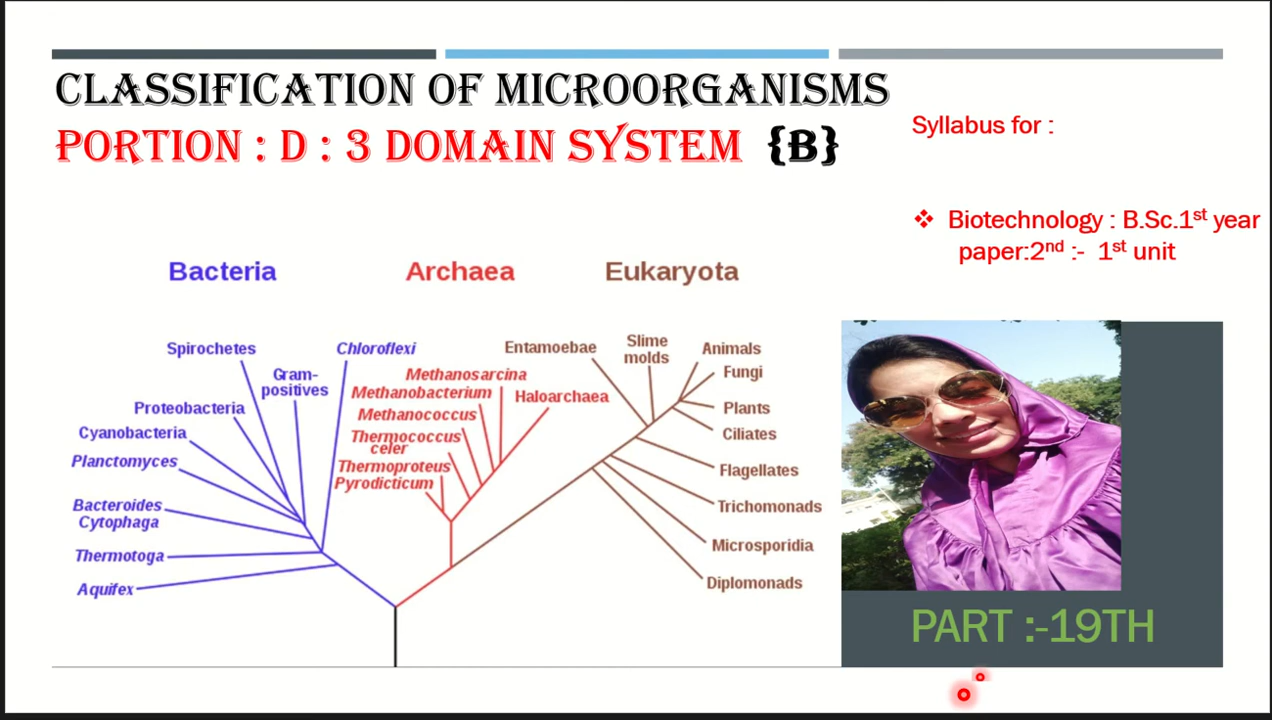 CLASSIFICATION OF MICROORGANISMS
PORTION : D : 3 DOMAIN SYSTEM {B}
Syllabus for :
❖ Biotechnology : B.Sc.1st year
paper:2nd :- 1st unit
Bacteria Archaea Eukaryota
Spirochetes
Gram-
positives
Chloroflexi
Proteobacteria
Cyanobacteria
Planctomyces
Bacteroides
Cytophaga
Thermotoga
Aquifex
Methanosarcina
Methanobacterium
Haloarchaea
Methanococcus
Thermococcus
celer
Thermoproteus
Pyrodicticum
Entamoebae
Slime
molds
Animals
Fungi
Plants
Ciliates
Flagellates
Trichomonads
Microsporidia
Diplomonads
PART :-19TH